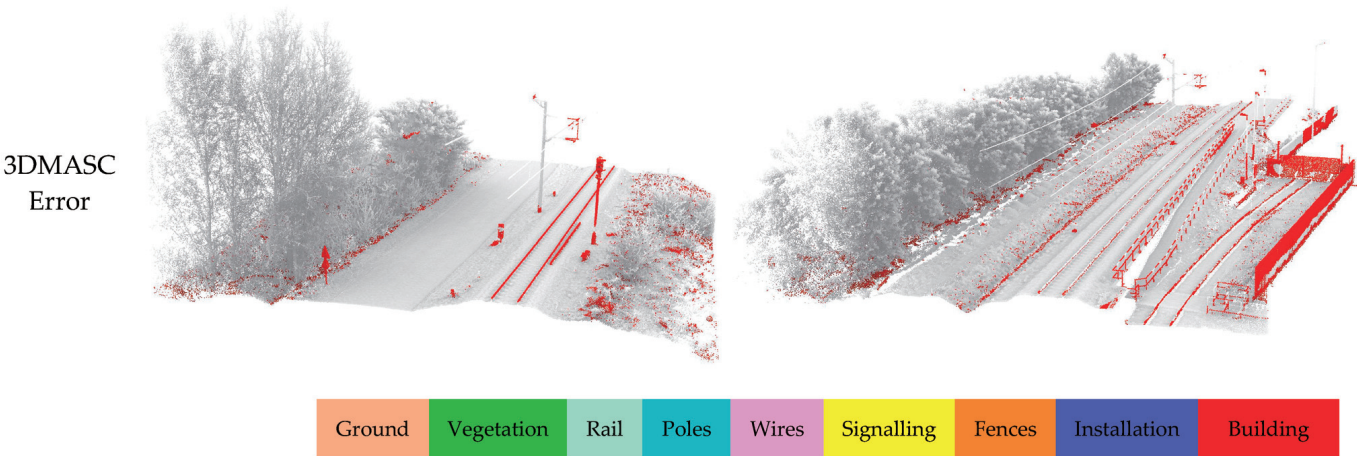 3DMASC
Error
Ground Vegetation Rail Poles Wires Signalling Fences Installation Building